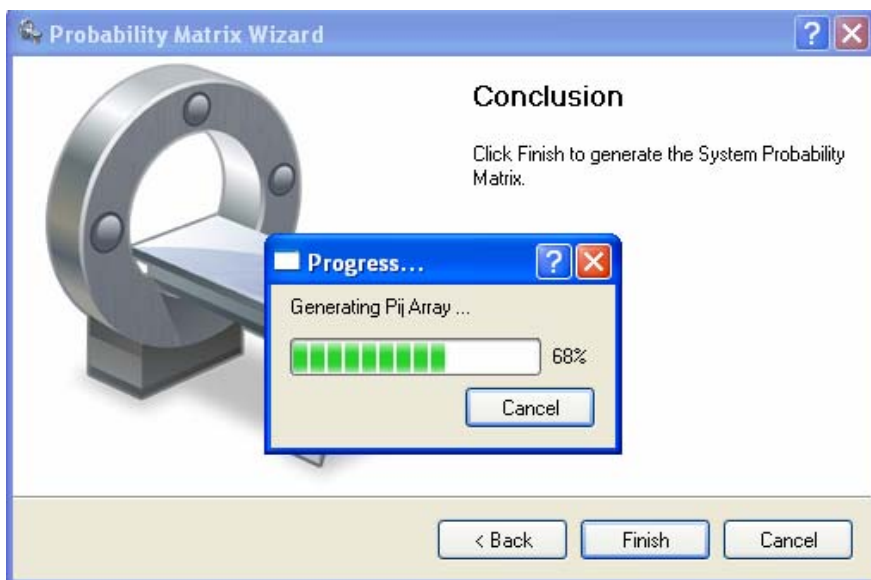 Probability Matrix Wizard
Conclusion
Click Finish to generate the System Probability
Matrix.
Progress...
Generating Pij Array ...
68%
Cancel
< Back
Finish
Cancel